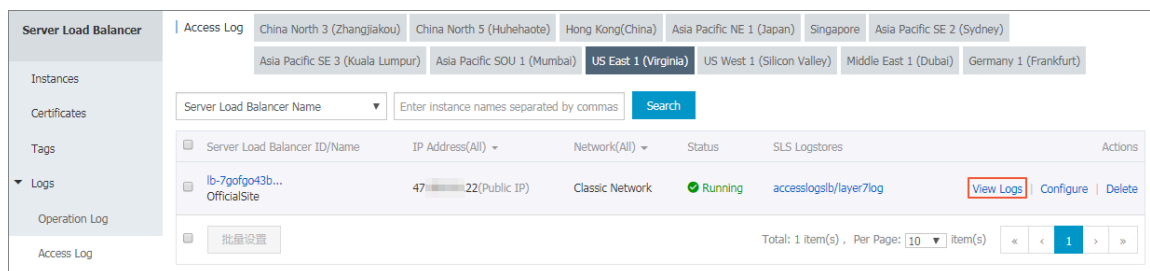 Server Load Balancer
Instances
Certificates
Tags
Logs
Operation Log
Access Log
Access Log China North 3 (Zhangjiakou) China North 5 (Huhehaote) Hong Kong(China) Asia Pacific NE 1 (Japan) Singapore Asia Pacific SE 2 (Sydney)
Asia Pacific SE 3 (Kuala Lumpur) Asia Pacific SOU 1 (Mumbai) US East 1 (Virginia) US West 1 (Silicon Valley) Middle East 1 (Dubai) Germany 1 (Frankfurt)
Server Load Balancer Name Enter instance names separated by commas Search
Server Load Balancer ID/Name IP Address(All) Network(All) Status SLS Logstores Actions
lb-7gofgo43b... 47 22(Public IP) Classic Network Running accesslogslb/layer7log View Logs | Configure | Delete
OfficialSite
批量设置 Total: 1 item(s) , Per Page: 10 item(s) « ‹ 1 › »